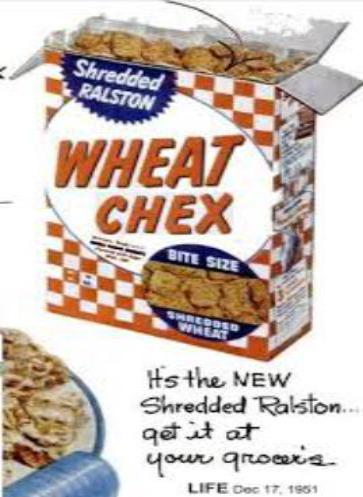 Shredded
RALSTON
WHEAT
CHEX
BITE SIZE
SHREDDED
WHEAT
It's the NEW
Shredded Ralston...
get it at
your grocer's
LIFE Dec 17, 1951